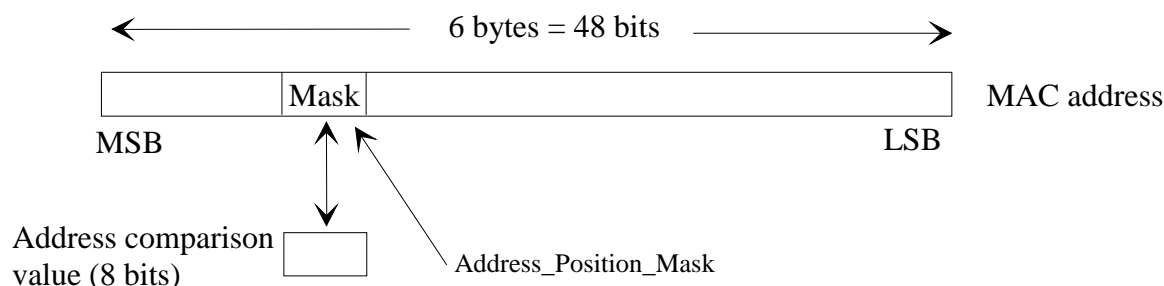 6 bytes = 48 bits
Mask
MAC address
MSB
LSB
Address comparison
value (8 bits)
Address_Position_Mask